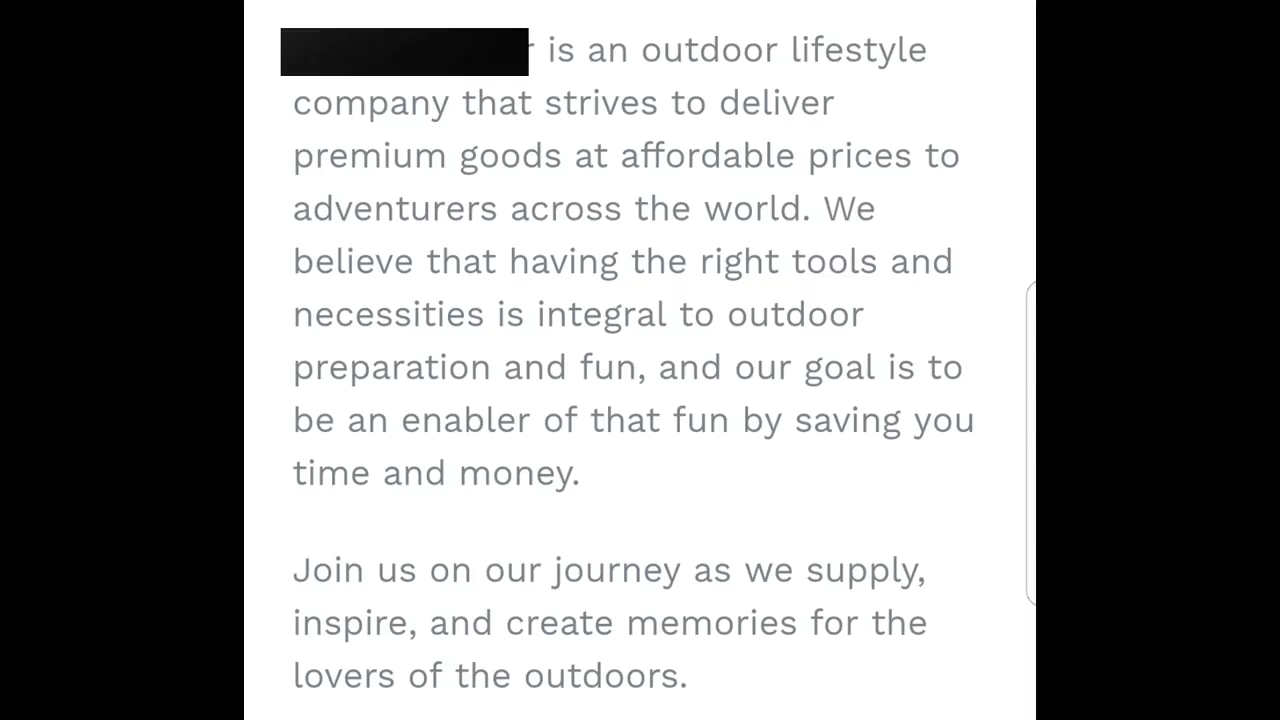 is an outdoor lifestyle
company that strives to deliver
premium goods at affordable prices to
adventurers across the world. We
believe that having the right tools and
necessities is integral to outdoor
preparation and fun, and our goal is to
be an enabler of that fun by saving you
time and money.
Join us on our journey as we supply,
inspire, and create memories for the
lovers of the outdoors.